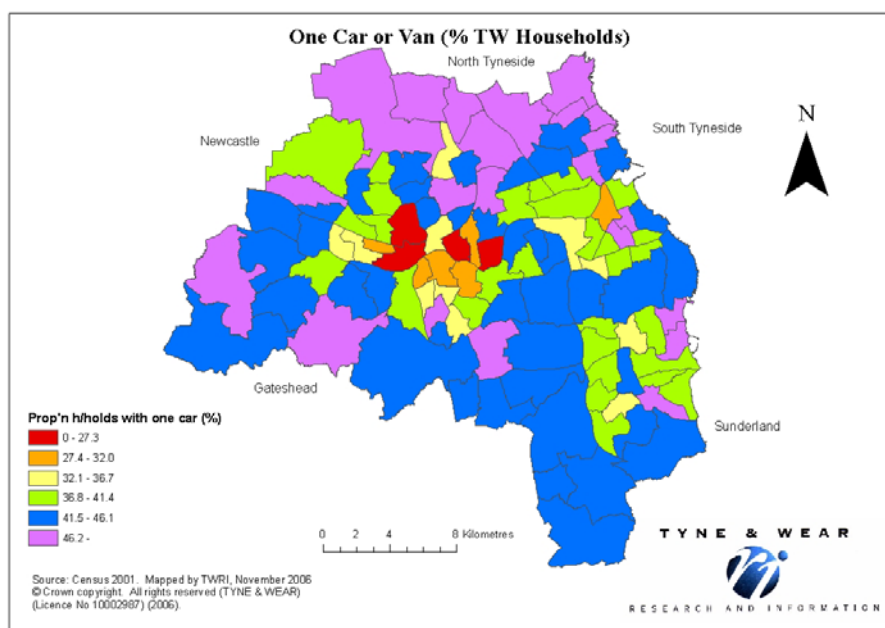 One Car or Van (% TW Households)
North Tyneside
N
South Tyneside
Newcastle
Gateshead
Sunderland
Prop'n h/holds with one car (%)
0 - 27.3
27.4 - 32.0
32.1 - 36.7
36.8 - 41.4
41.5 - 46.1
46.2 -
0 4 8 Kilometres
TYNE & WEAR
RESEARCH AND INFORMATION
Source: Census 2001. Mapped by TWRI, November 2006
© Crown copyright. All rights reserved (TYNE & WEAR)
(Licence No 10002987) (2006).